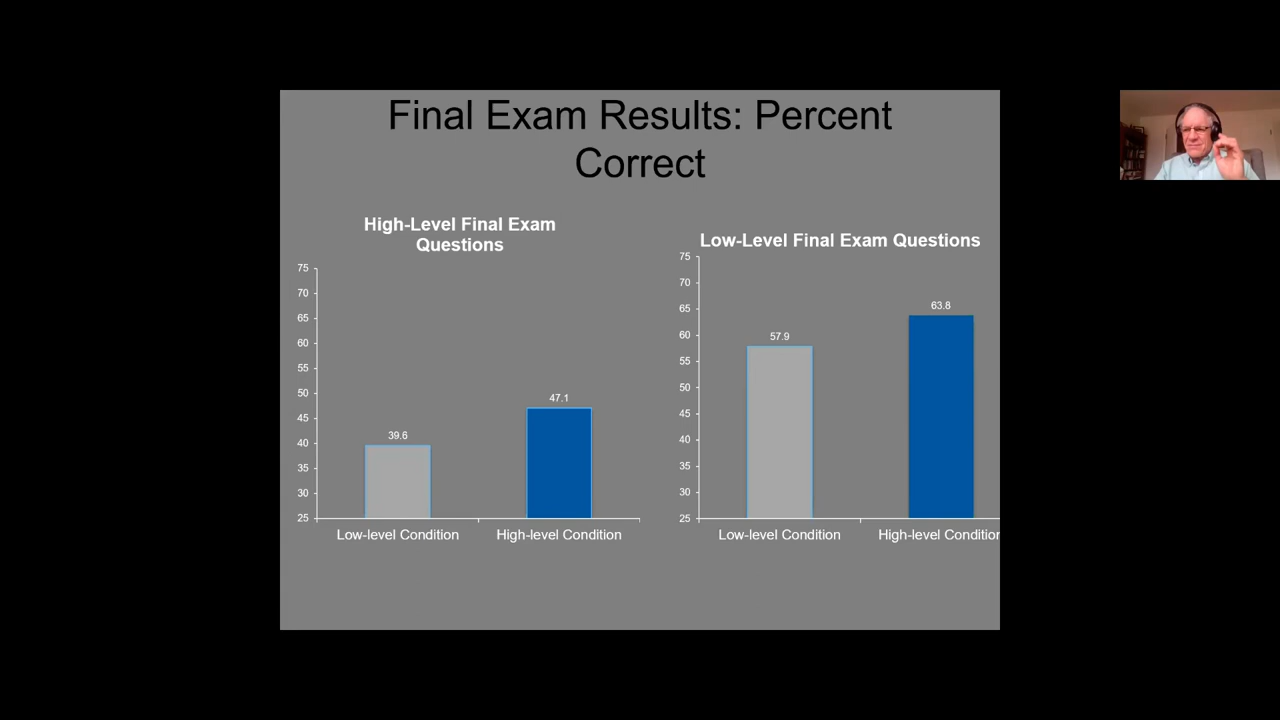 Final Exam Results: Percent
Correct
High-Level Final Exam
Questions
75
70
65
60
55
50
45
40
35
30
25
39.6
47.1
Low-level Condition
High-level Condition
Low-Level Final Exam Questions
75
70
65
60
55
50
45
40
35
30
25
57.9
63.8
Low-level Condition
High-level Condition